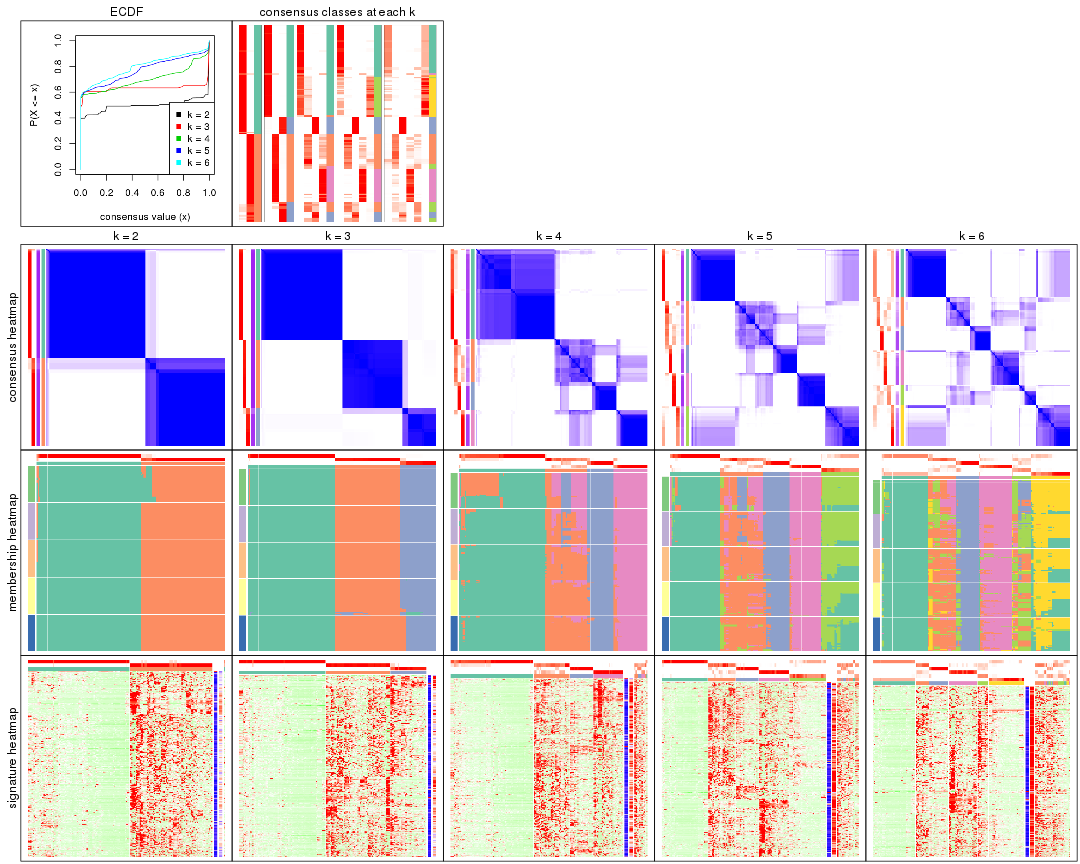 ECDF
consensus classes at each k
P(X <= x)
0.0 0.2 0.4 0.6 0.8 1.0
k = 2
k = 3
k = 4
k = 5
k = 6
0.0 0.2 0.4 0.6 0.8 1.0
consensus value (x)
k = 2 k = 3 k = 4 k = 5 k = 6
consensus heatmap
membership heatmap
signature heatmap